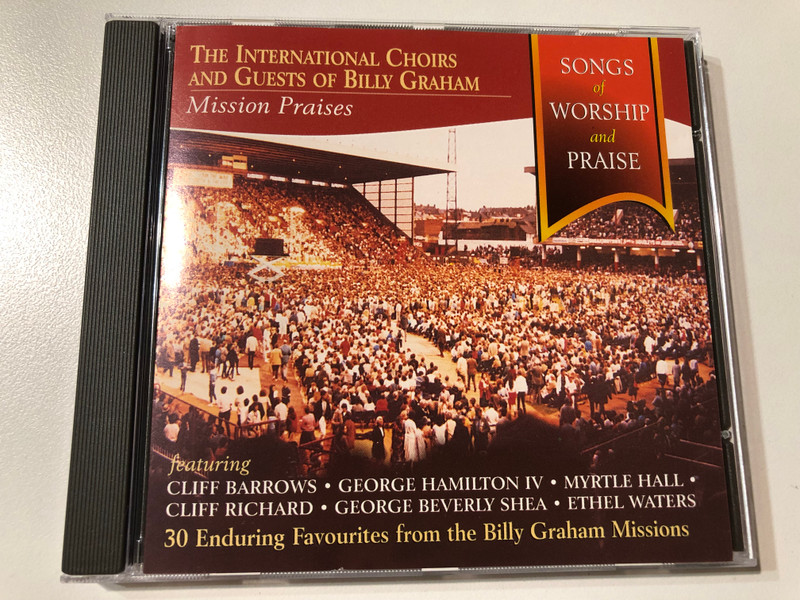 THE INTERNATIONAL CHOIRS
AND GUESTS OF BILLY GRAHAM
Mission Praises
SONGS
of
WORSHIP
and
PRAISE
featuring
CLIFF BARROWS • GEORGE HAMILTON IV • MYRTLE HALL •
CLIFF RICHARD • GEORGE BEVERLY SHEA • ETHEL WATERS
30 Enduring Favourites from the Billy Graham Missions